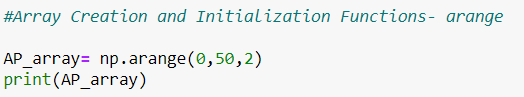 #Array Creation and Initialization Functions- arange
AP_array= np.arange(0,50,2)
print(AP_array)